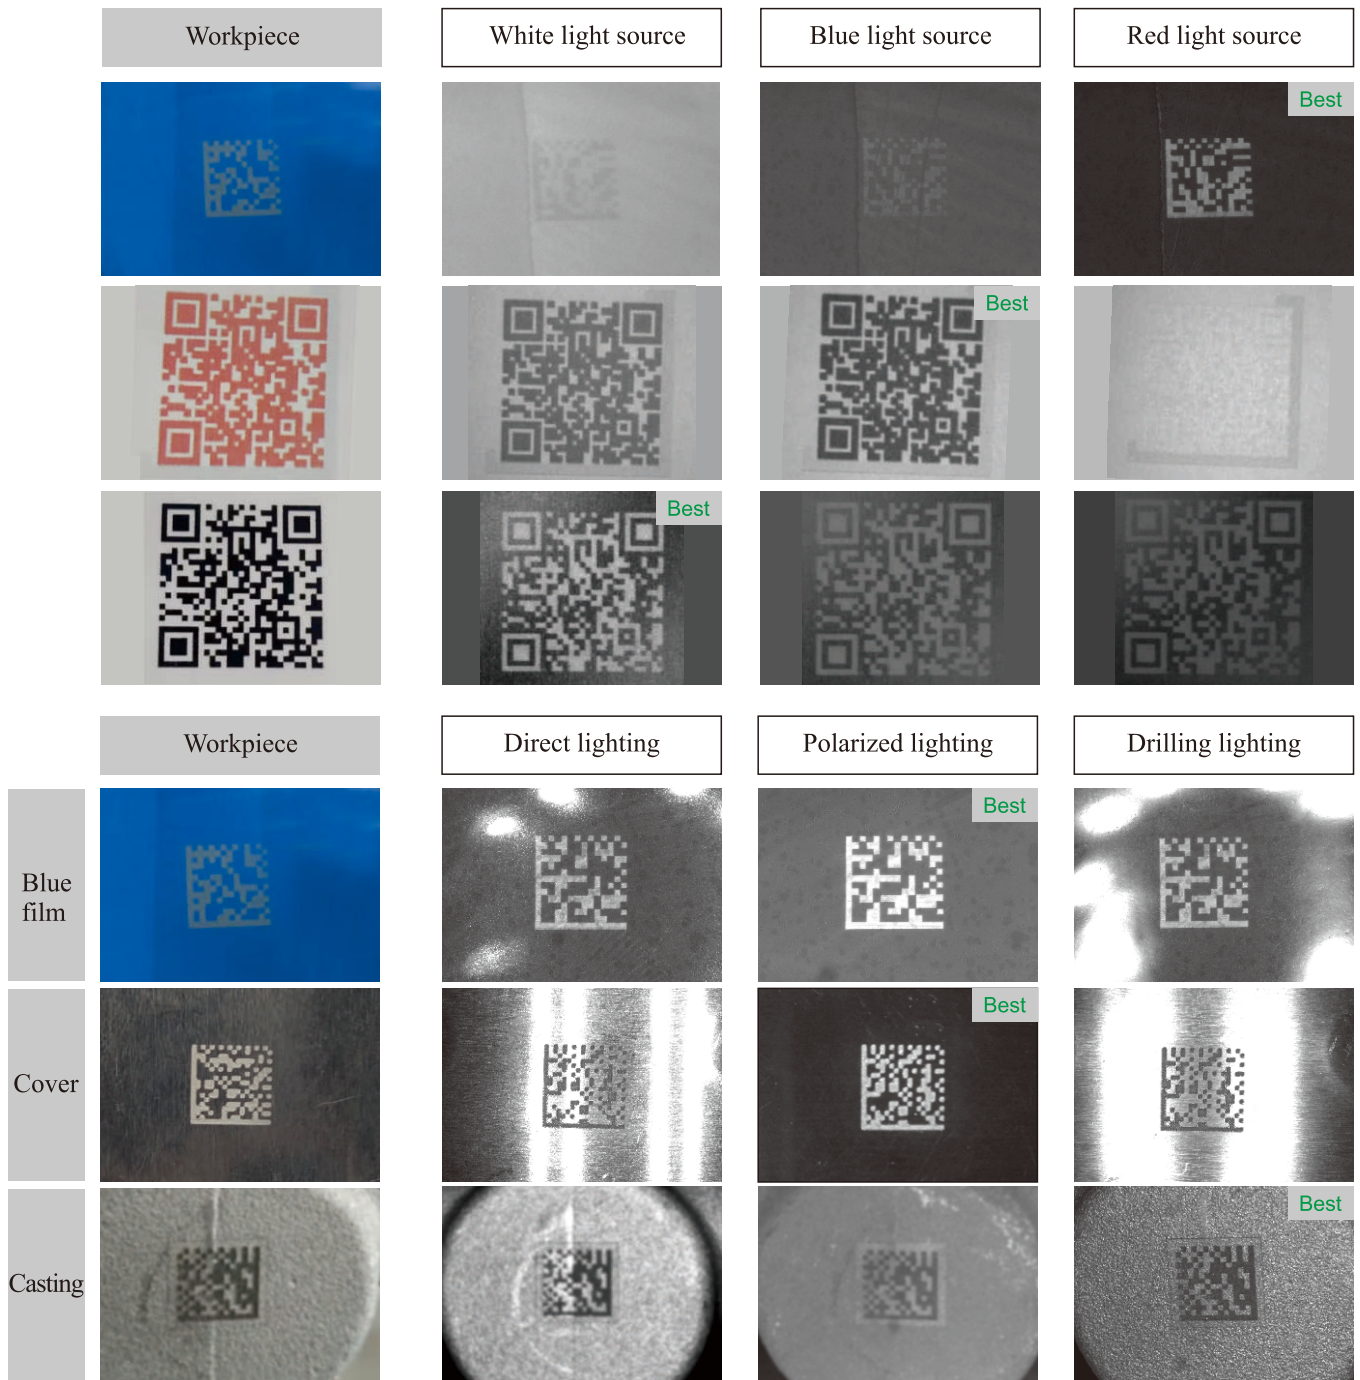 Workpiece
White light source
Blue light source
Red light source
Best
Best
Best
Workpiece
Direct lighting
Polarized lighting
Drilling lighting
Blue
film
Best
Cover
Best
Casting
Best